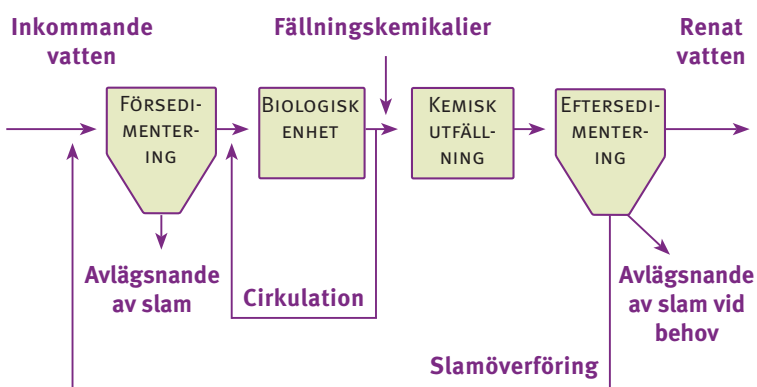 Inkommande
vatten
Fällningskemikalier
Renat
vatten
FÖRSEDI-
MENTER-
ING
BIOLOGISK
ENHET
KEMISK
UTFÄLL-
NING
EFTERSEDI-
MENTER-
ING
Avlägsnande
av slam
Cirkulation
Avlägsnande
av slam vid
behov
Slamöverföring